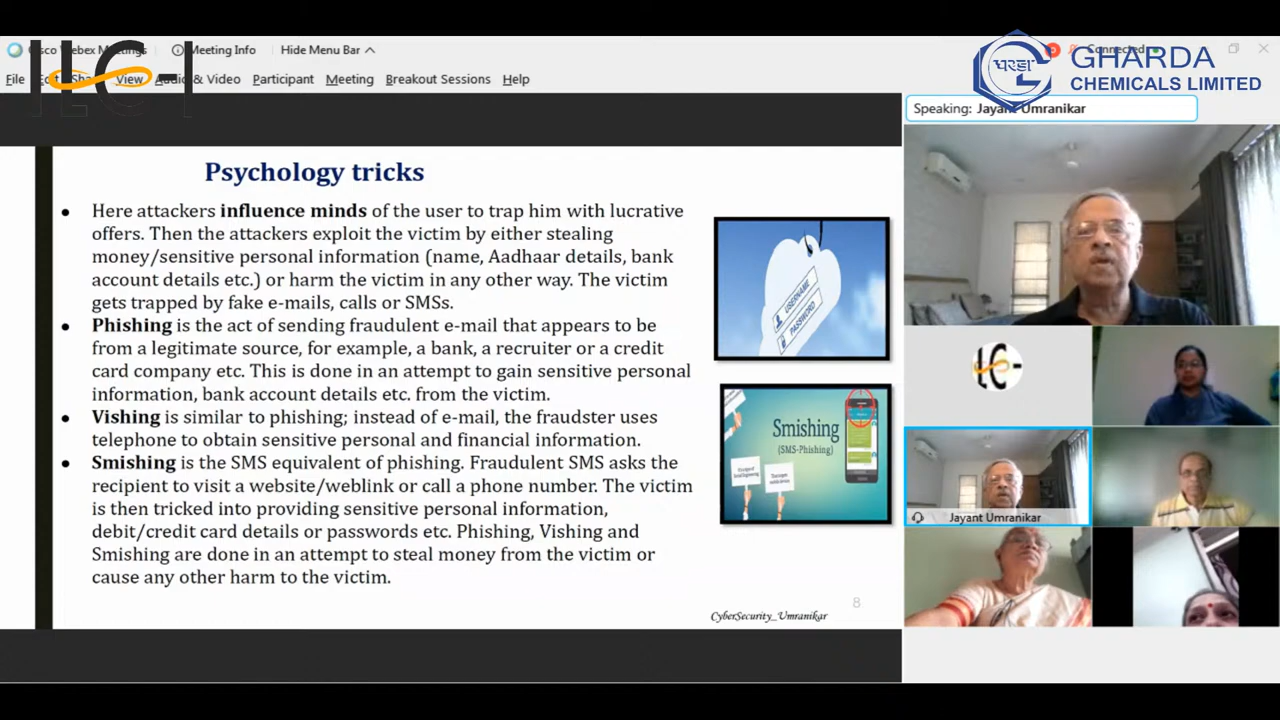 Cisco Webex Meetings
Meeting Info
Hide Menu Bar
Connected
File
Edit
Share
View
Audio & Video
Participant
Meeting
Breakout Sessions
Help
ILC-I
घरडा
GHARDA
CHEMICALS LIMITED
Speaking: Jayant Umranikar
Psychology tricks
• Here attackers influence minds of the user to trap him with lucrative
offers. Then the attackers exploit the victim by either stealing
money/sensitive personal information (name, Aadhaar details, bank
account details etc.) or harm the victim in any other way. The victim
gets trapped by fake e-mails, calls or SMSs.
• Phishing is the act of sending fraudulent e-mail that appears to be
from a legitimate source, for example, a bank, a recruiter or a credit
card company etc. This is done in an attempt to gain sensitive personal
information, bank account details etc. from the victim.
• Vishing is similar to phishing; instead of e-mail, the fraudster uses
telephone to obtain sensitive personal and financial information.
• Smishing is the SMS equivalent of phishing. Fraudulent SMS asks the
recipient to visit a website/weblink or call a phone number. The victim
is then tricked into providing sensitive personal information,
debit/credit card details or passwords etc. Phishing, Vishing and
Smishing are done in an attempt to steal money from the victim or
cause any other harm to the victim.
USERNAME
PASSWORD
Smishing
(SMS-Phishing)
8
CyberSecurity_Umranikar
ILC-I
Jayant Umranikar